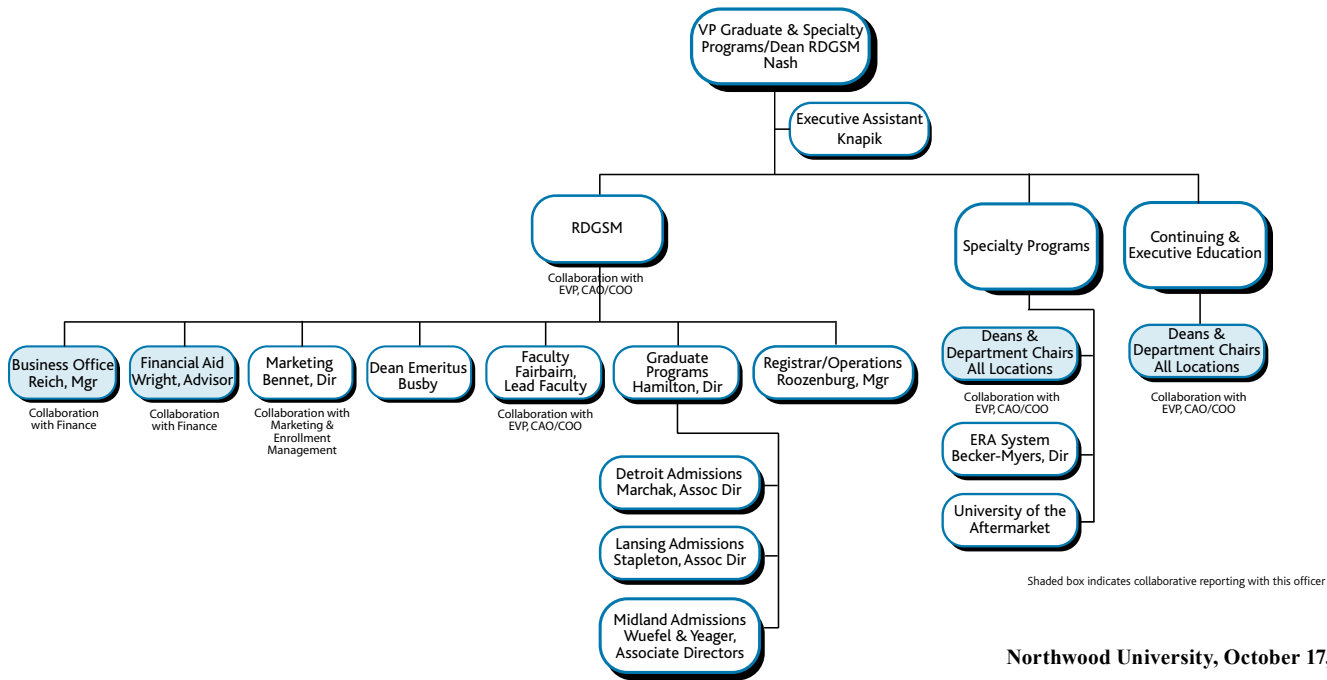 VP Graduate & Specialty
Programs/Dean RDGSM
Nash
Executive Assistant
Knapik
RDGSM
Collaboration with
EVP, CAO/COO
Specialty Programs
Continuing &
Executive Education
Business Office
Reich, Mgr
Collaboration
with Finance
Financial Aid
Wright, Advisor
Collaboration
with Finance
Marketing
Bennet, Dir
Collaboration with
Marketing &
Enrollment
Management
Dean Emeritus
Busby
Faculty
Fairbairn,
Lead Faculty
Collaboration with
EVP, CAO/COO
Graduate
Programs
Hamilton, Dir
Registrar/Operations
Roozenburg, Mgr
Detroit Admissions
Marchak, Assoc Dir
Lansing Admissions
Stapleton, Assoc Dir
Midland Admissions
Wuefel & Yeager,
Associate Directors
Deans &
Department Chairs
All Locations
Collaboration with
EVP, CAO/COO
ERA System
Becker-Myers, Dir
University of the
Aftermarket
Deans &
Department Chairs
All Locations
Collaboration with
EVP, CAO/COO
Shaded box indicates collaborative reporting with this officer
Northwood University, October 17,